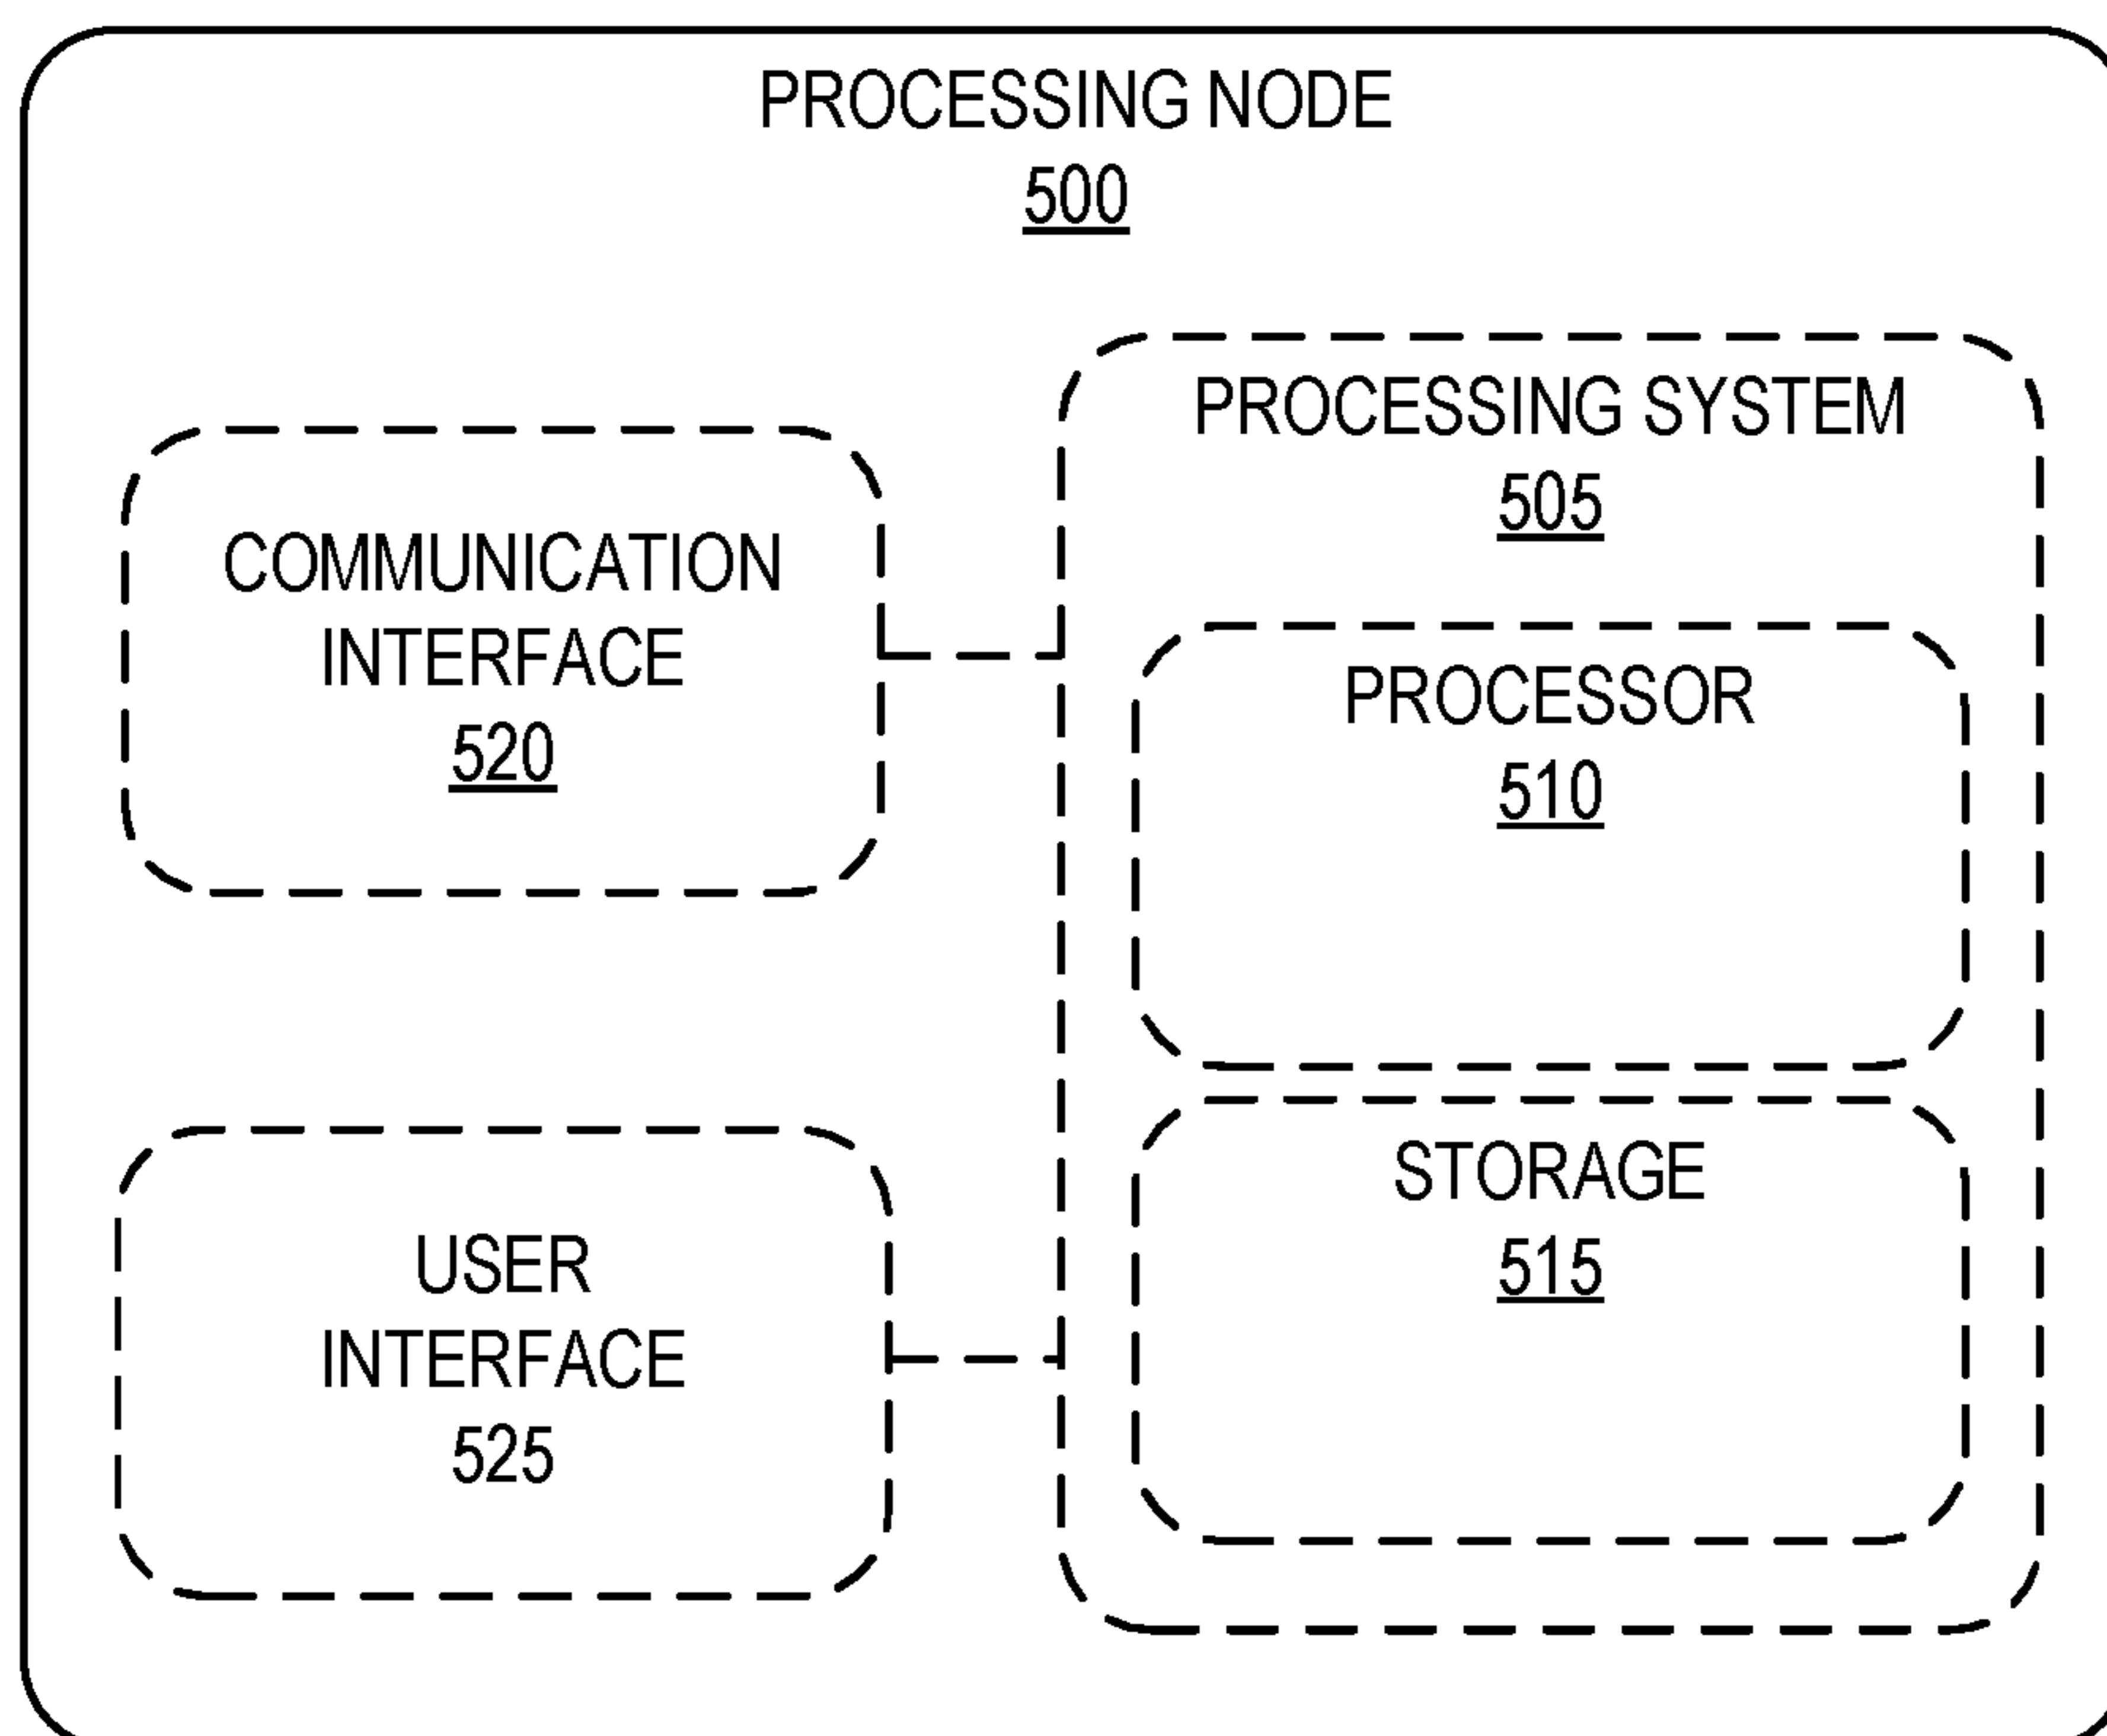 PROCESSING NODE
500
PROCESSING SYSTEM
505
COMMUNICATION
INTERFACE
520
PROCESSOR
510
USER
INTERFACE
525
STORAGE
515